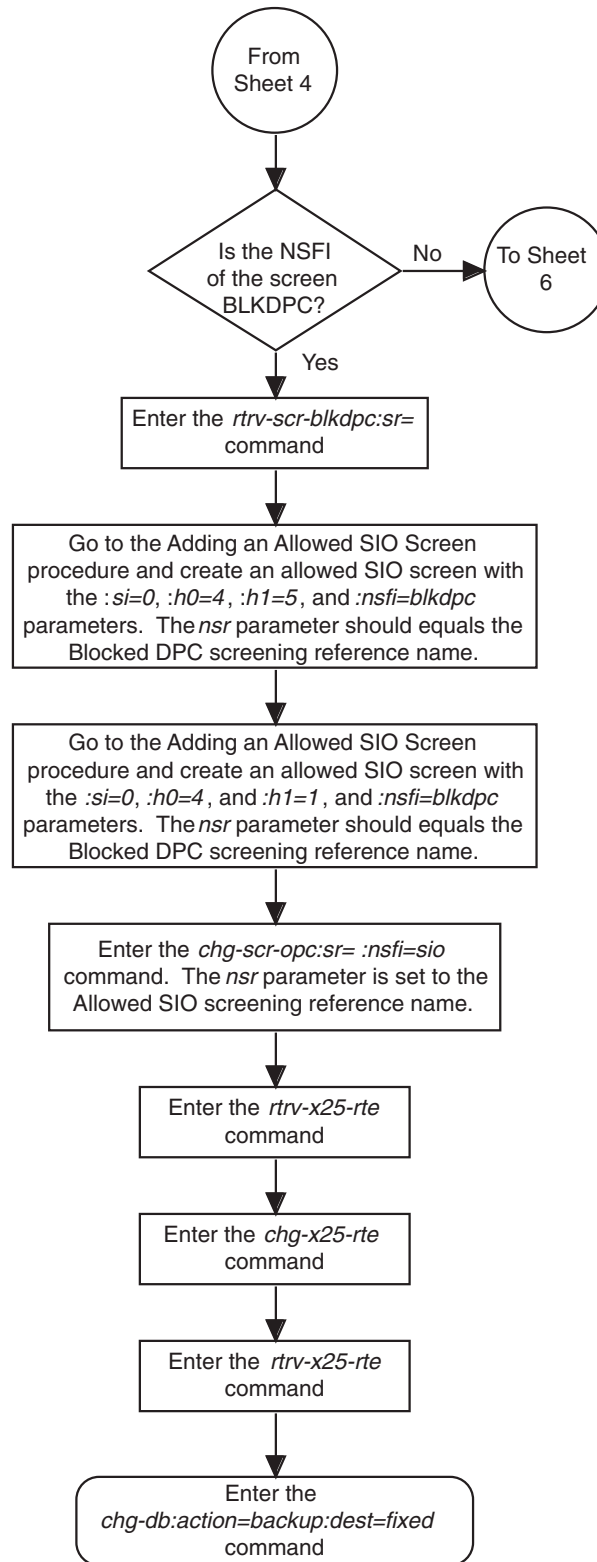 From
Sheet 4
Is the NSFI
of the screen
BLKDPC?
No
To Sheet
6
Yes
Enter the rtrv-scr-blkdpc:sr=
command
Go to the Adding an Allowed SIO Screen
procedure and create an allowed SIO screen with
the :si=0, :h0=4, :h1=5, and :nsfi=blkdpc
parameters. The nsr parameter should equals the
Blocked DPC screening reference name.
Go to the Adding an Allowed SIO Screen
procedure and create an allowed SIO screen with
the :si=0, :h0=4, and :h1=1, and :nsfi=blkdpc
parameters. The nsr parameter should equals the
Blocked DPC screening reference name.
Enter the chg-scr-opc:sr= :nsfi=sio
command. The nsr parameter is set to the
Allowed SIO screening reference name.
Enter the rtrv-x25-rte
command
Enter the chg-x25-rte
command
Enter the rtrv-x25-rte
command
Enter the
chg-db:action=backup:dest=fixed
command